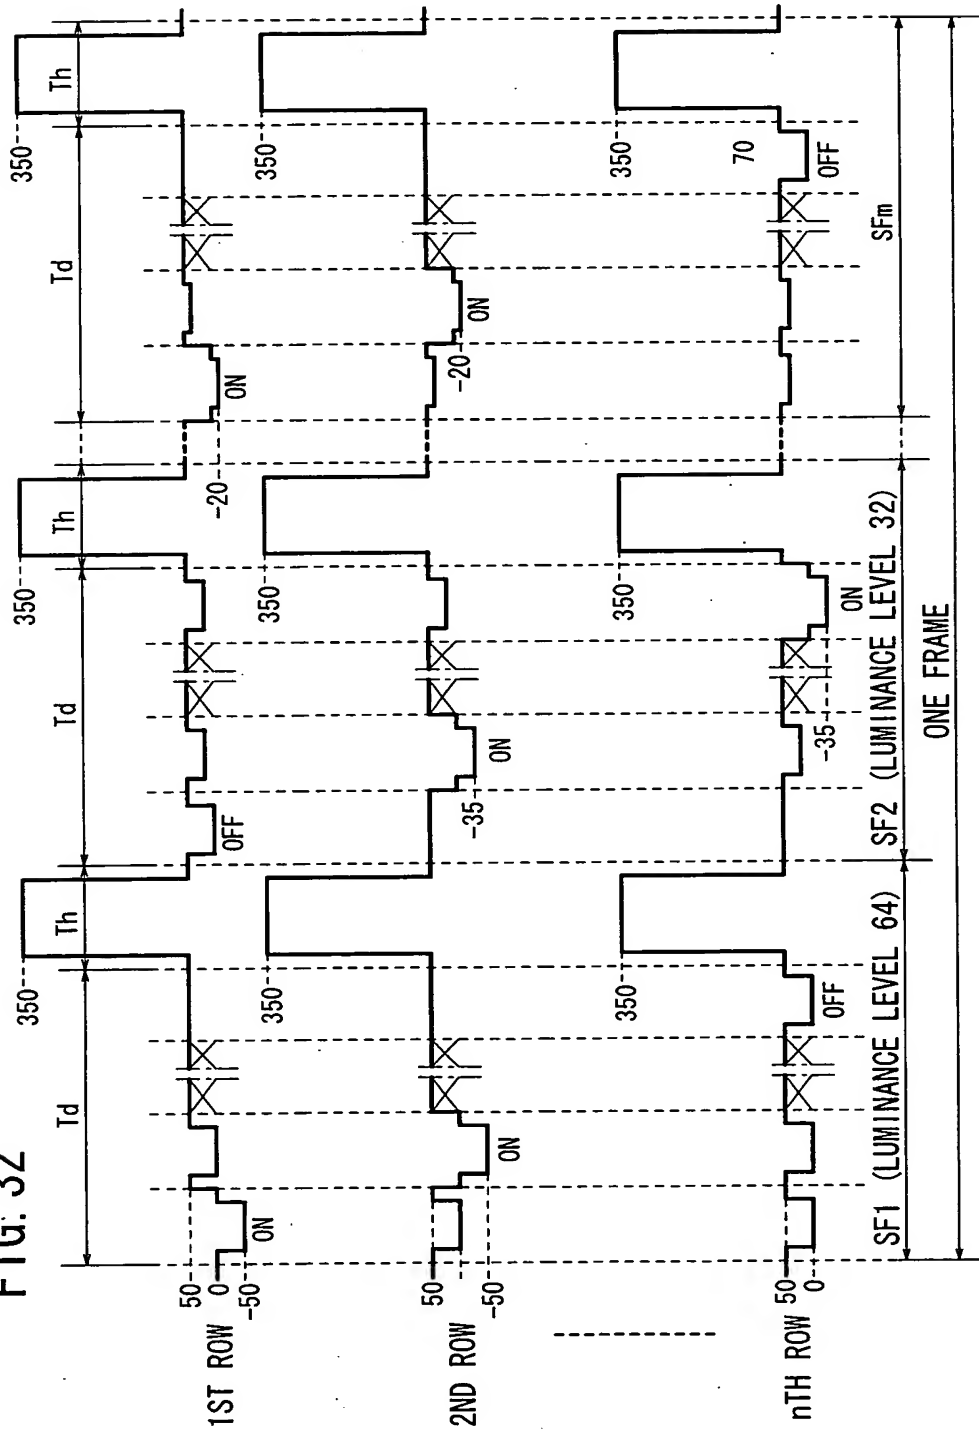 FIG. 32
350 350 350
Td Th Td Th Td Th
1ST ROW
50
0
-50
ON
OFF
-20
ON
350 350 350
2ND ROW
50
-50
ON
-35
ON
-20
ON
350 350 350
nTH ROW
50
0
OFF
-35
ON
70
OFF
SF1 (LUMINANCE LEVEL 64) SF2 (LUMINANCE LEVEL 32) SFm
ONE FRAME